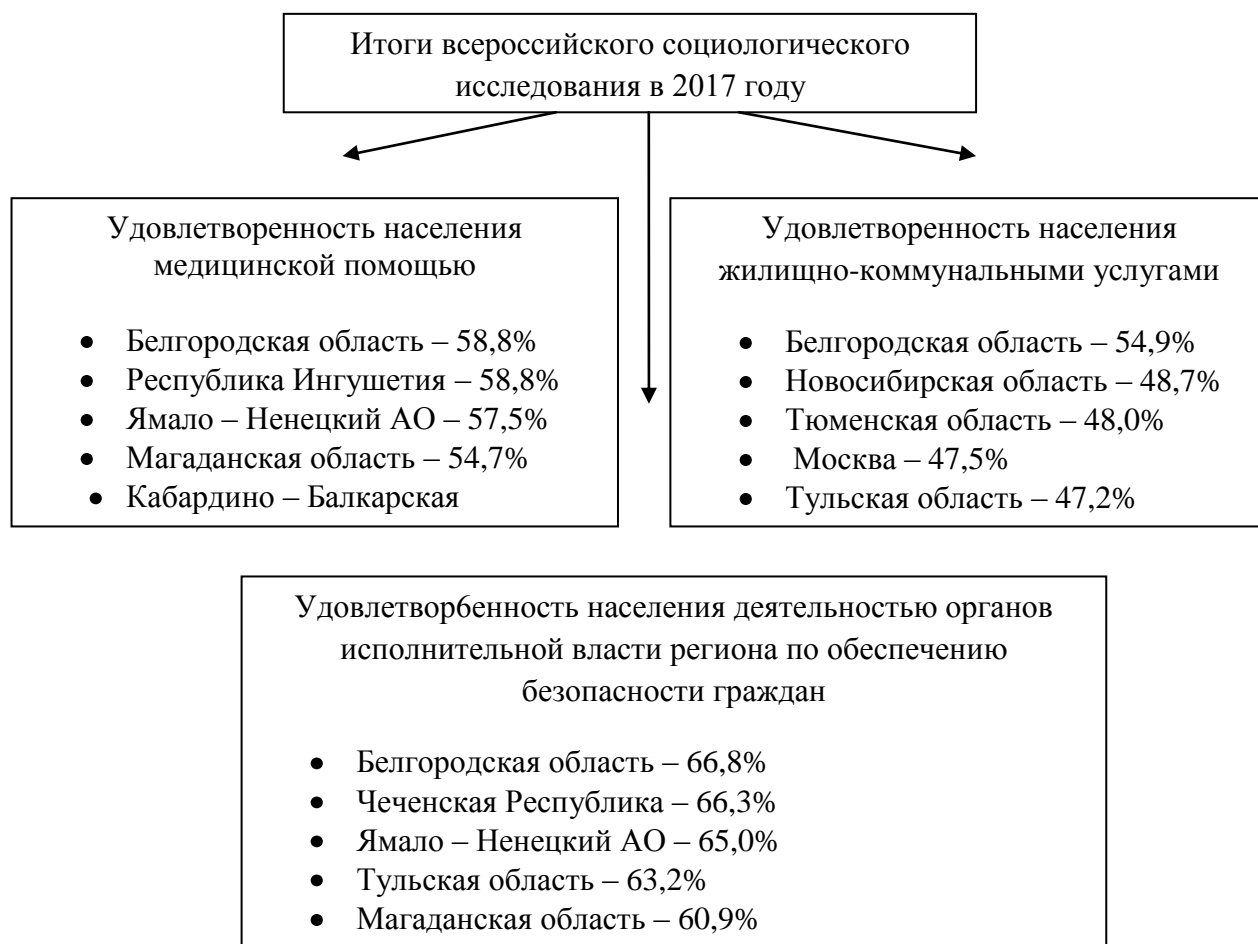 Итоги всероссийского социологического
исследования в 2017 году
Удовлетворенность населения
медицинской помощью
• Белгородская область – 58,8%
• Республика Ингушетия – 58,8%
• Ямало – Ненецкий АО – 57,5%
• Магаданская область – 54,7%
• Кабардино – Балкарская
Удовлетворенность населения
жилищно-коммунальными услугами
• Белгородская область – 54,9%
• Новосибирская область – 48,7%
• Тюменская область – 48,0%
• Москва – 47,5%
• Тульская область – 47,2%
Удовлетвор6енность населения деятельностью органов
исполнительной власти региона по обеспечению
безопасности граждан
• Белгородская область – 66,8%
• Чеченская Республика – 66,3%
• Ямало – Ненецкий АО – 65,0%
• Тульская область – 63,2%
• Магаданская область – 60,9%